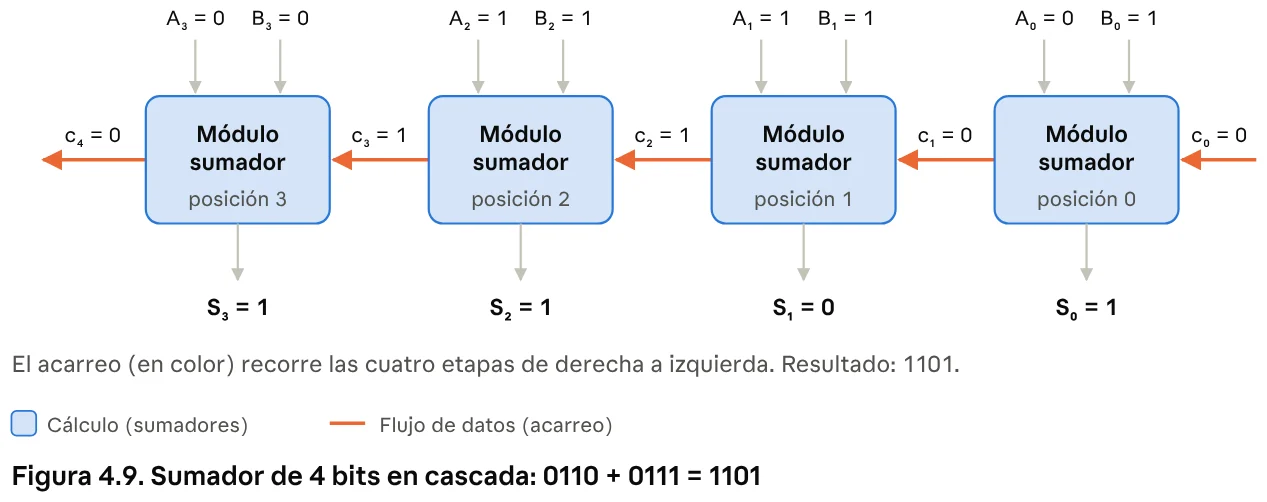 A₃ = 0 B₃ = 0 A₂ = 1 B₂ = 1 A₁ = 1 B₁ = 1 A₀ = 0 B₀ = 1
c₄ = 0 c₃ = 1 c₂ = 1 c₁ = 0 c₀ = 0
Módulo Módulo Módulo Módulo
sumador sumador sumador sumador
posición 3 posición 2 posición 1 posición 0
S₃ = 1 S₂ = 1 S₁ = 0 S₀ = 1
El acarreo (en color) recorre las cuatro etapas de derecha a izquierda. Resultado: 1101.
Cálculo (sumadores) Flujo de datos (acarreo)
Figura 4.9. Sumador de 4 bits en cascada: 0110 + 0111 = 1101